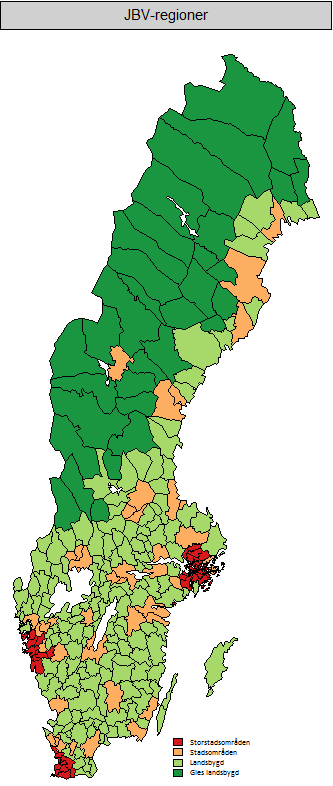 JBV-regioner
Storstadsområden
Stadsområden
Landsbygd
Gles landsbygd